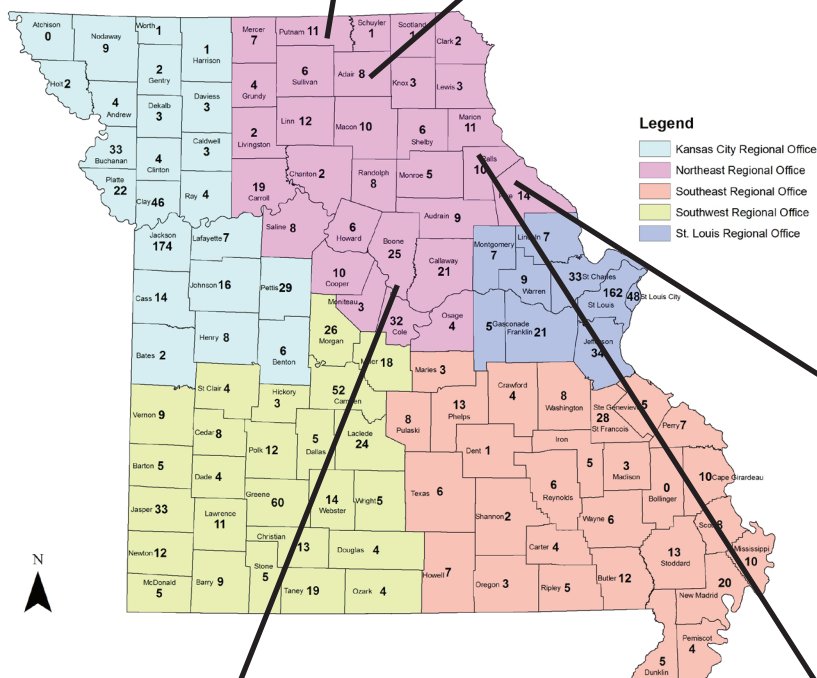 Atchison
0
Nodaway
9
Worth 1
1
Harrison
Mercer
7
Putnam 11
Schuyler
1
Scotland
Clark 2
Holt 2
2
Gentry
4
Grundy
6
Sullivan
Adair 8
Knox 3
Lewis 3
4
Andrew
Dekalb
3
Daviess
3
Linn 12
Macon 10
6
Shelby
Marion
11
33
Buchanan
4
Clinton
Caldwell
3
2
Livingston
Chariton 2
Randolph
8
Monroe 5
Ralls
10
Platte
22
Clay 46
Ray 4
19
Carroll
14
Audrain 9
Saline 8
6
Howard
Boone
25
Callaway
21
Montgomery
7
Lincoln 7
Jackson
174
Lafayette 7
10
Cooper
Moniteau
3
9
Warren
33 St Charles
162
St Louis
48 St Louis City
Cass 14
Johnson 16
Pettis 29
32
Cole
Osage
4
5 Gasconade
Franklin 21
Jefferson
34
Bates 2
Henry 8
6
Benton
26
Morgan
Miller 18
Maries 3
St Clair 4
Hickory
3
52
Camden
Crawford
4
8
Washington
Ste Genevieve
5
28
St Francois
Perry 7
Vernon 9
Cedar 8
Polk 12
5
Dallas
Laclede
24
8
Pulaski
13
Phelps
Dent 1
Iron
5
3
Madison
0
Bollinger
10 Cape Girardeau
Barton 5
Dade 4
Greene
60
14
Webster
Wright 5
Texas 6
Shannon 2
6
Reynolds
Wayne 6
Scott 8
Jasper 33
Lawrence
11
Christian
13
Douglas 4
Carter 4
13
Stoddard
Mississippi
10
Newton 12
McDonald
5
Barry 9
Stone
5
Taney 19
Ozark 4
Howell 7
Oregon 3
Ripley 5
Butler 12
20
New Madrid
Pemiscot
4
5
Dunklin
Legend
Kansas City Regional Office
Northeast Regional Office
Southeast Regional Office
Southwest Regional Office
St. Louis Regional Office
N